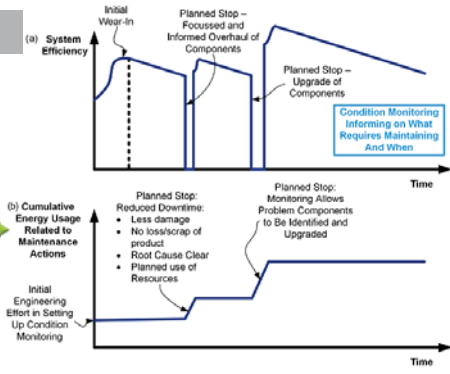 Initial
Wear-In
Planned Stop –
Focussed and
Informed Overhaul of
Components
(a) System
Efficiency
Planned Stop –
Upgrade of
Components
Condition Monitoring
Informing on What
Requires Maintaining
And When
Time
(b) Cumulative
Energy Usage
Related to
Maintenance
Actions
Planned Stop:
Reduced Downtime:
• Less damage
• No loss/scrap of
product
• Root Cause Clear
• Planned use of
Resources
Planned Stop:
Monitoring Allows
Problem Components
to Be Identified and
Upgraded
Initial
Engineering
Effort in Setting
Up Condition
Monitoring
Time